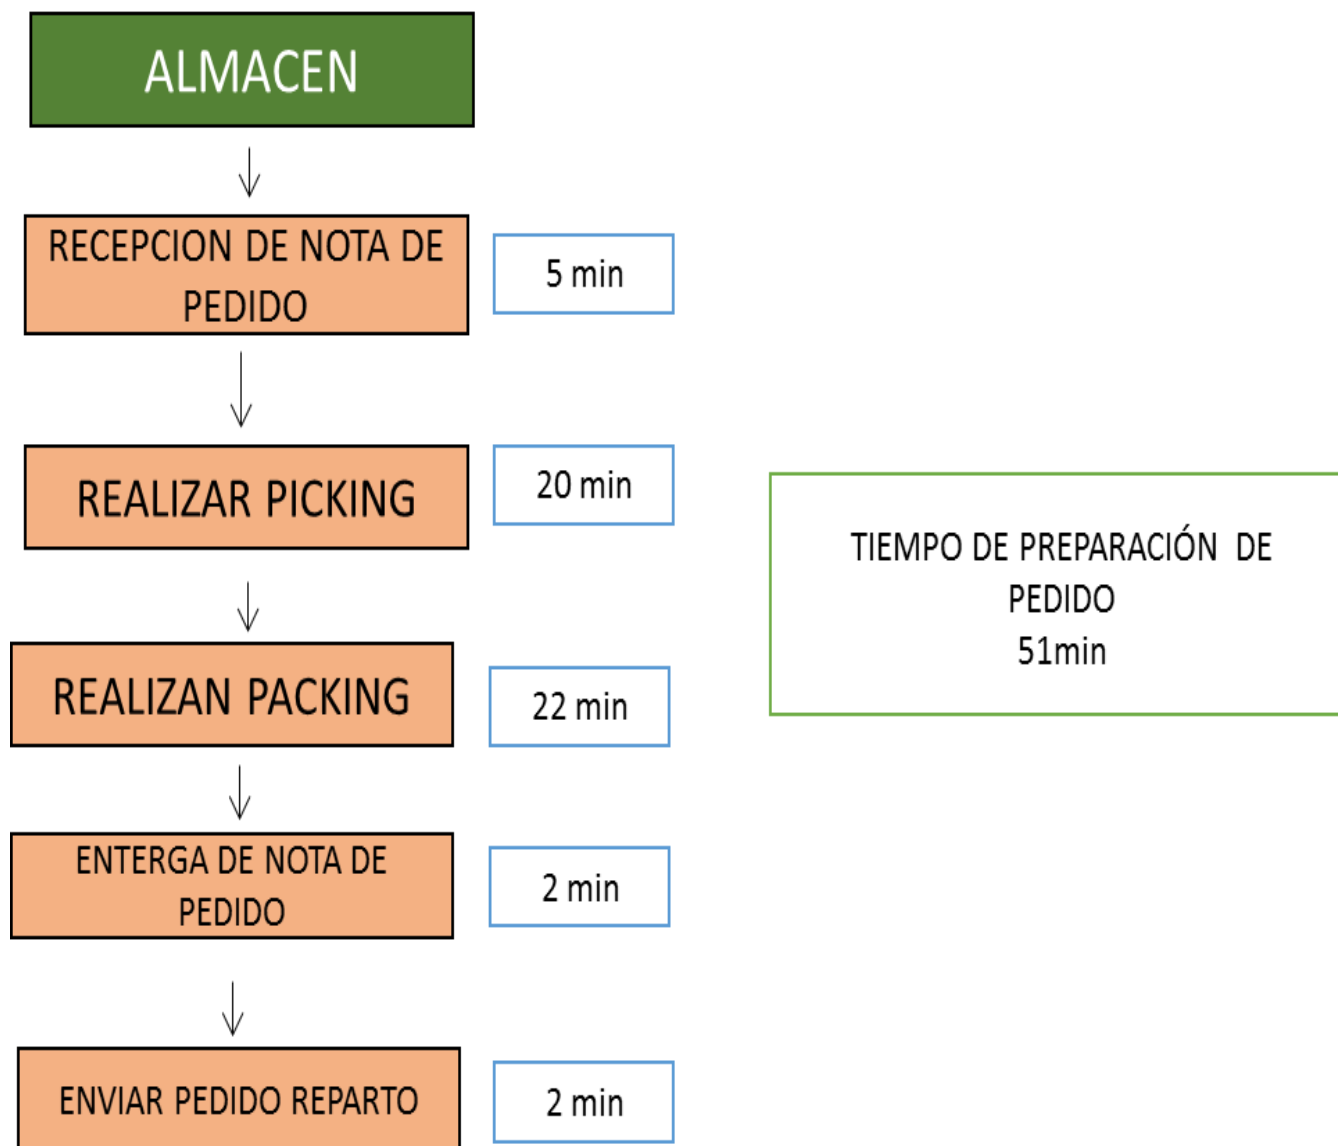 ALMACEN
RECEPCION DE NOTA DE
PEDIDO
5 min
REALIZAR PICKING
20 min
TIEMPO DE PREPARACIÓN DE
PEDIDO
51min
REALIZAN PACKING
22 min
ENTERGA DE NOTA DE
PEDIDO
2 min
ENVIAR PEDIDO REPARTO
2 min